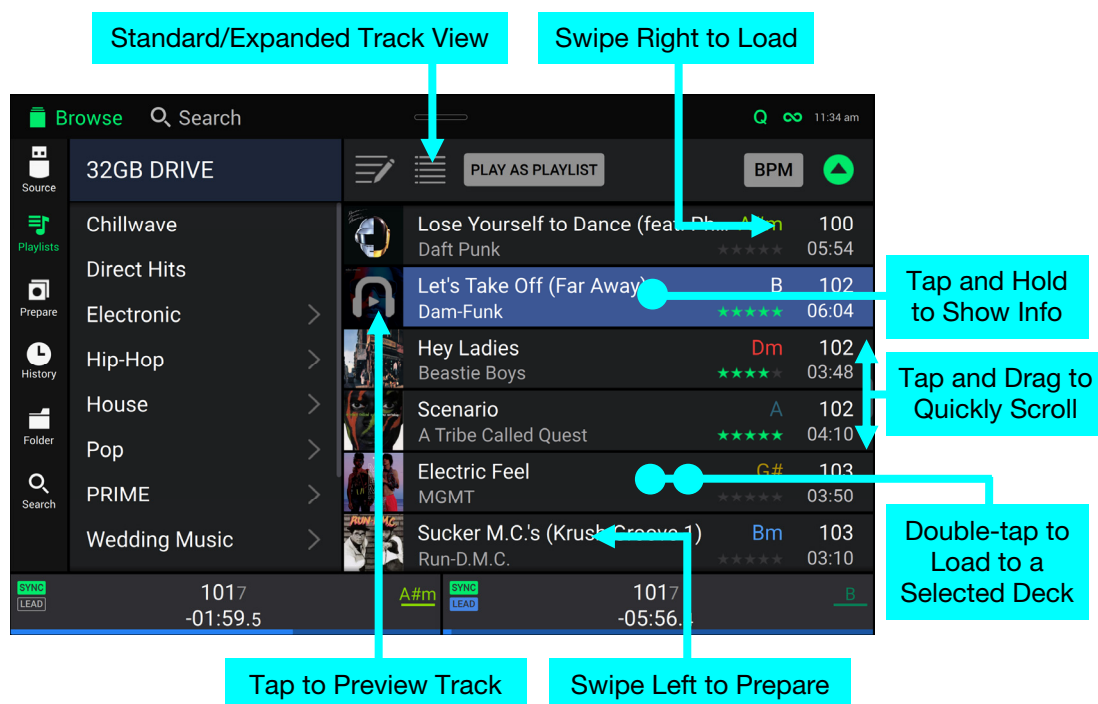 Standard/Expanded Track View
Swipe Right to Load
Browse
Search
Q
11:34 am
Source
32GB DRIVE
PLAY AS PLAYLIST
BPM
Playlists
Prepare
History
Folder
Search
Chillwave
Direct Hits
Electronic
Hip-Hop
House
Pop
PRIME
Wedding Music
Lose Yourself to Dance (feat. Ph... A#m 100
Daft Punk 05:54
Let's Take Off (Far Away) B 102
Dam-Funk 06:04
Hey Ladies Dm 102
Beastie Boys 03:48
Scenario A 102
A Tribe Called Quest 04:10
Electric Feel G# 103
MGMT 03:50
RUN-D.M.C.
Sucker M.C.'s (Krush Groove 1) Bm 103
Run-D.M.C. 03:10
Tap and Hold
to Show Info
Tap and Drag to
Quickly Scroll
Double-tap to
Load to a
Selected Deck
SYNC
LEAD
1017
-01:59.5
A#m
SYNC
LEAD
1017
-05:56.
B
Tap to Preview Track
Swipe Left to Prepare